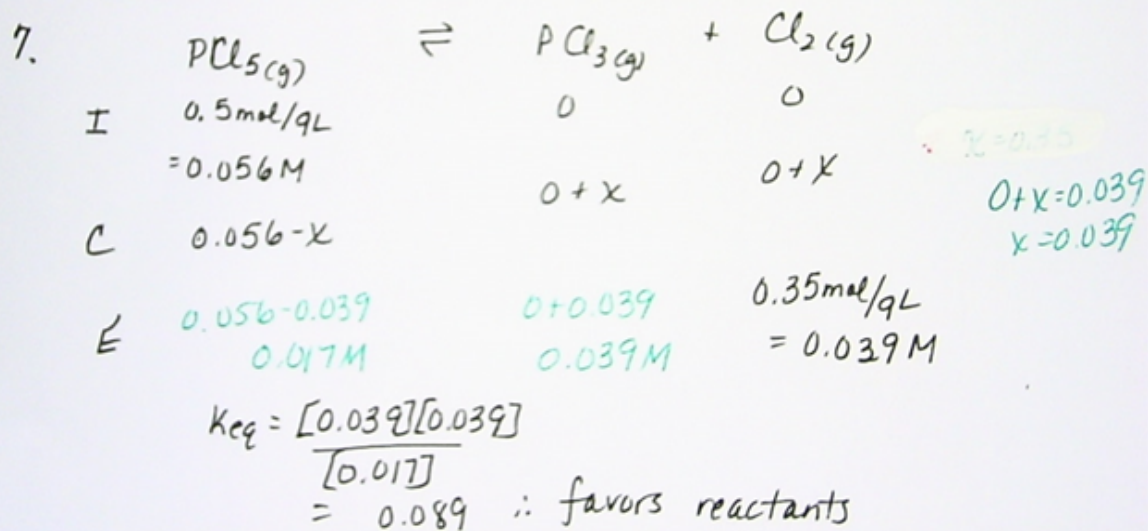 7. PCl5(g) ⇌ PCl3(g) + Cl2(g)
I 0.5mol/9L 0 0
x=0.35
=0.056M 0+x 0+x
0+x=0.039
C 0.056-x x=0.039
E 0.056-0.039 0+0.039 0.35mol/9L
0.017M 0.039M = 0.039M
Keq = [0.039][0.039]
[0.017]
= 0.089 ∴ favors reactants